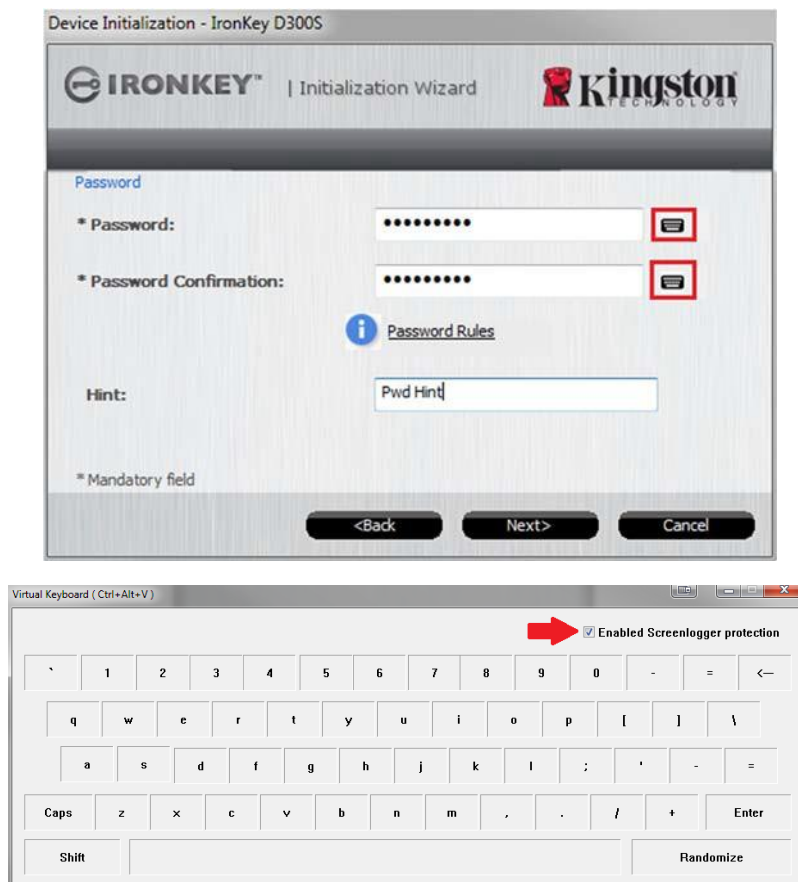 Device Initialization - IronKey D300S
IRONKEY™ | Initialization Wizard Kingston
TECHNOLOGY
Password
* Password: •••••••••
* Password Confirmation: •••••••••
i Password Rules
Hint: Pwd Hint
* Mandatory field
<Back Next> Cancel
Virtual Keyboard ( Ctrl+Alt+V )
Enabled Screenlogger protection
` 1 2 3 4 5 6 7 8 9 0 - = <---
q w e r t y u i o p [ ] \
a s d f g h j k l ; ' - =
Caps z x c v b n m , . / + Enter
Shift Randomize